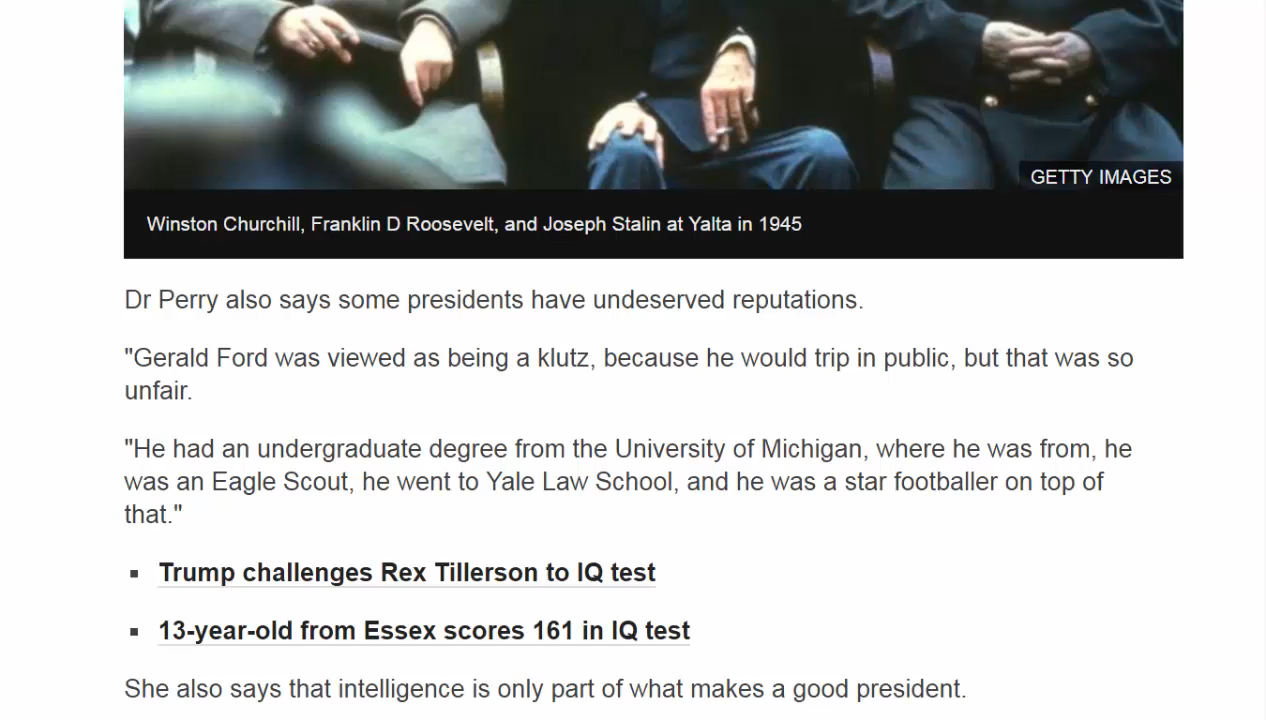 GETTY IMAGES
Winston Churchill, Franklin D Roosevelt, and Joseph Stalin at Yalta in 1945
Dr Perry also says some presidents have undeserved reputations.
"Gerald Ford was viewed as being a klutz, because he would trip in public, but that was so
unfair.
"He had an undergraduate degree from the University of Michigan, where he was from, he
was an Eagle Scout, he went to Yale Law School, and he was a star footballer on top of
that."
▪ Trump challenges Rex Tillerson to IQ test
▪ 13-year-old from Essex scores 161 in IQ test
She also says that intelligence is only part of what makes a good president.